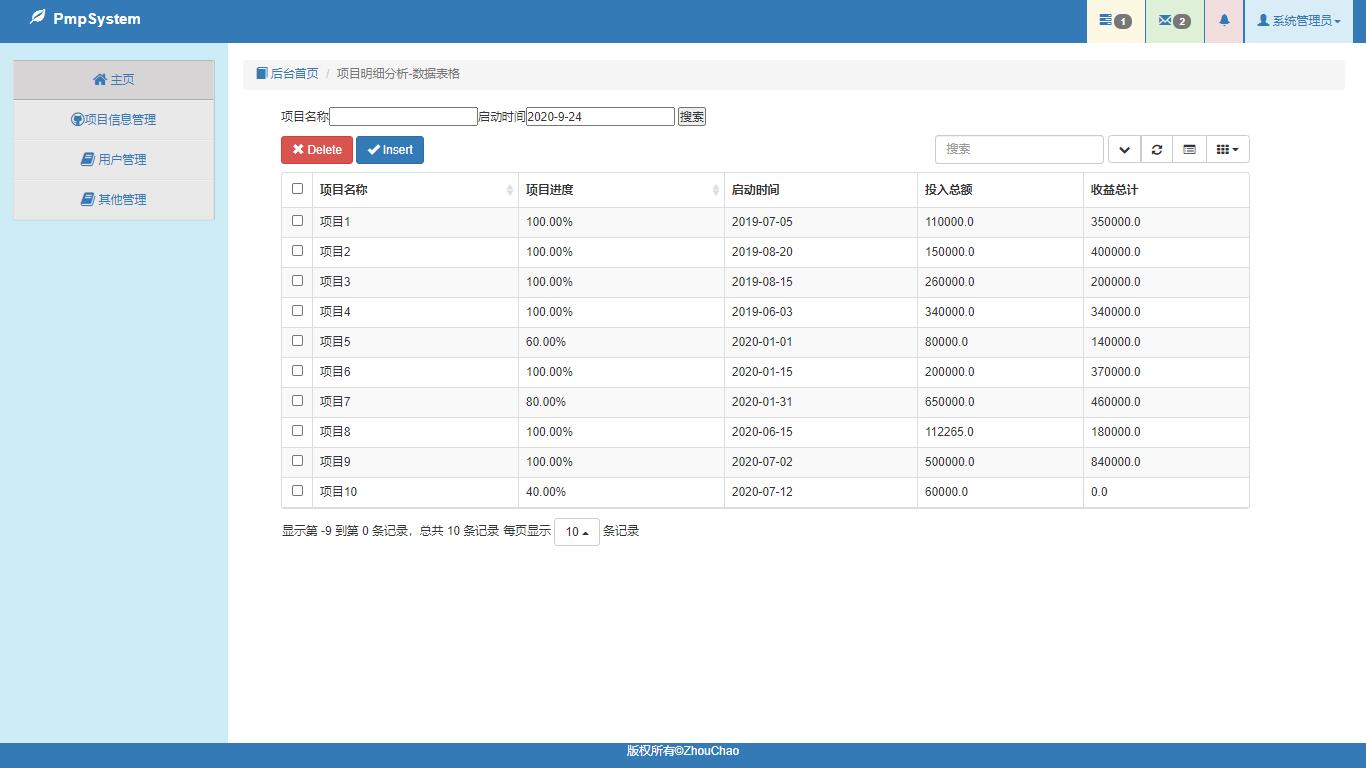 PmpSystem 1 2 系统管理员
主页
项目信息管理
用户管理
其他管理
后台首页 / 项目明细分析-数据表格
项目名称 启动时间 2020-9-24 搜索
Delete Insert 搜索
项目名称 项目进度 启动时间 投入总额 收益总计
项目1 100.00% 2019-07-05 110000.0 350000.0
项目2 100.00% 2019-08-20 150000.0 400000.0
项目3 100.00% 2019-08-15 260000.0 200000.0
项目4 100.00% 2019-06-03 340000.0 340000.0
项目5 60.00% 2020-01-01 80000.0 140000.0
项目6 100.00% 2020-01-15 200000.0 370000.0
项目7 80.00% 2020-01-31 650000.0 460000.0
项目8 100.00% 2020-06-15 112265.0 180000.0
项目9 100.00% 2020-07-02 500000.0 840000.0
项目10 40.00% 2020-07-12 60000.0 0.0
显示第 -9 到第 0 条记录，总共 10 条记录 每页显示 10 条记录
版权所有©ZhouChao